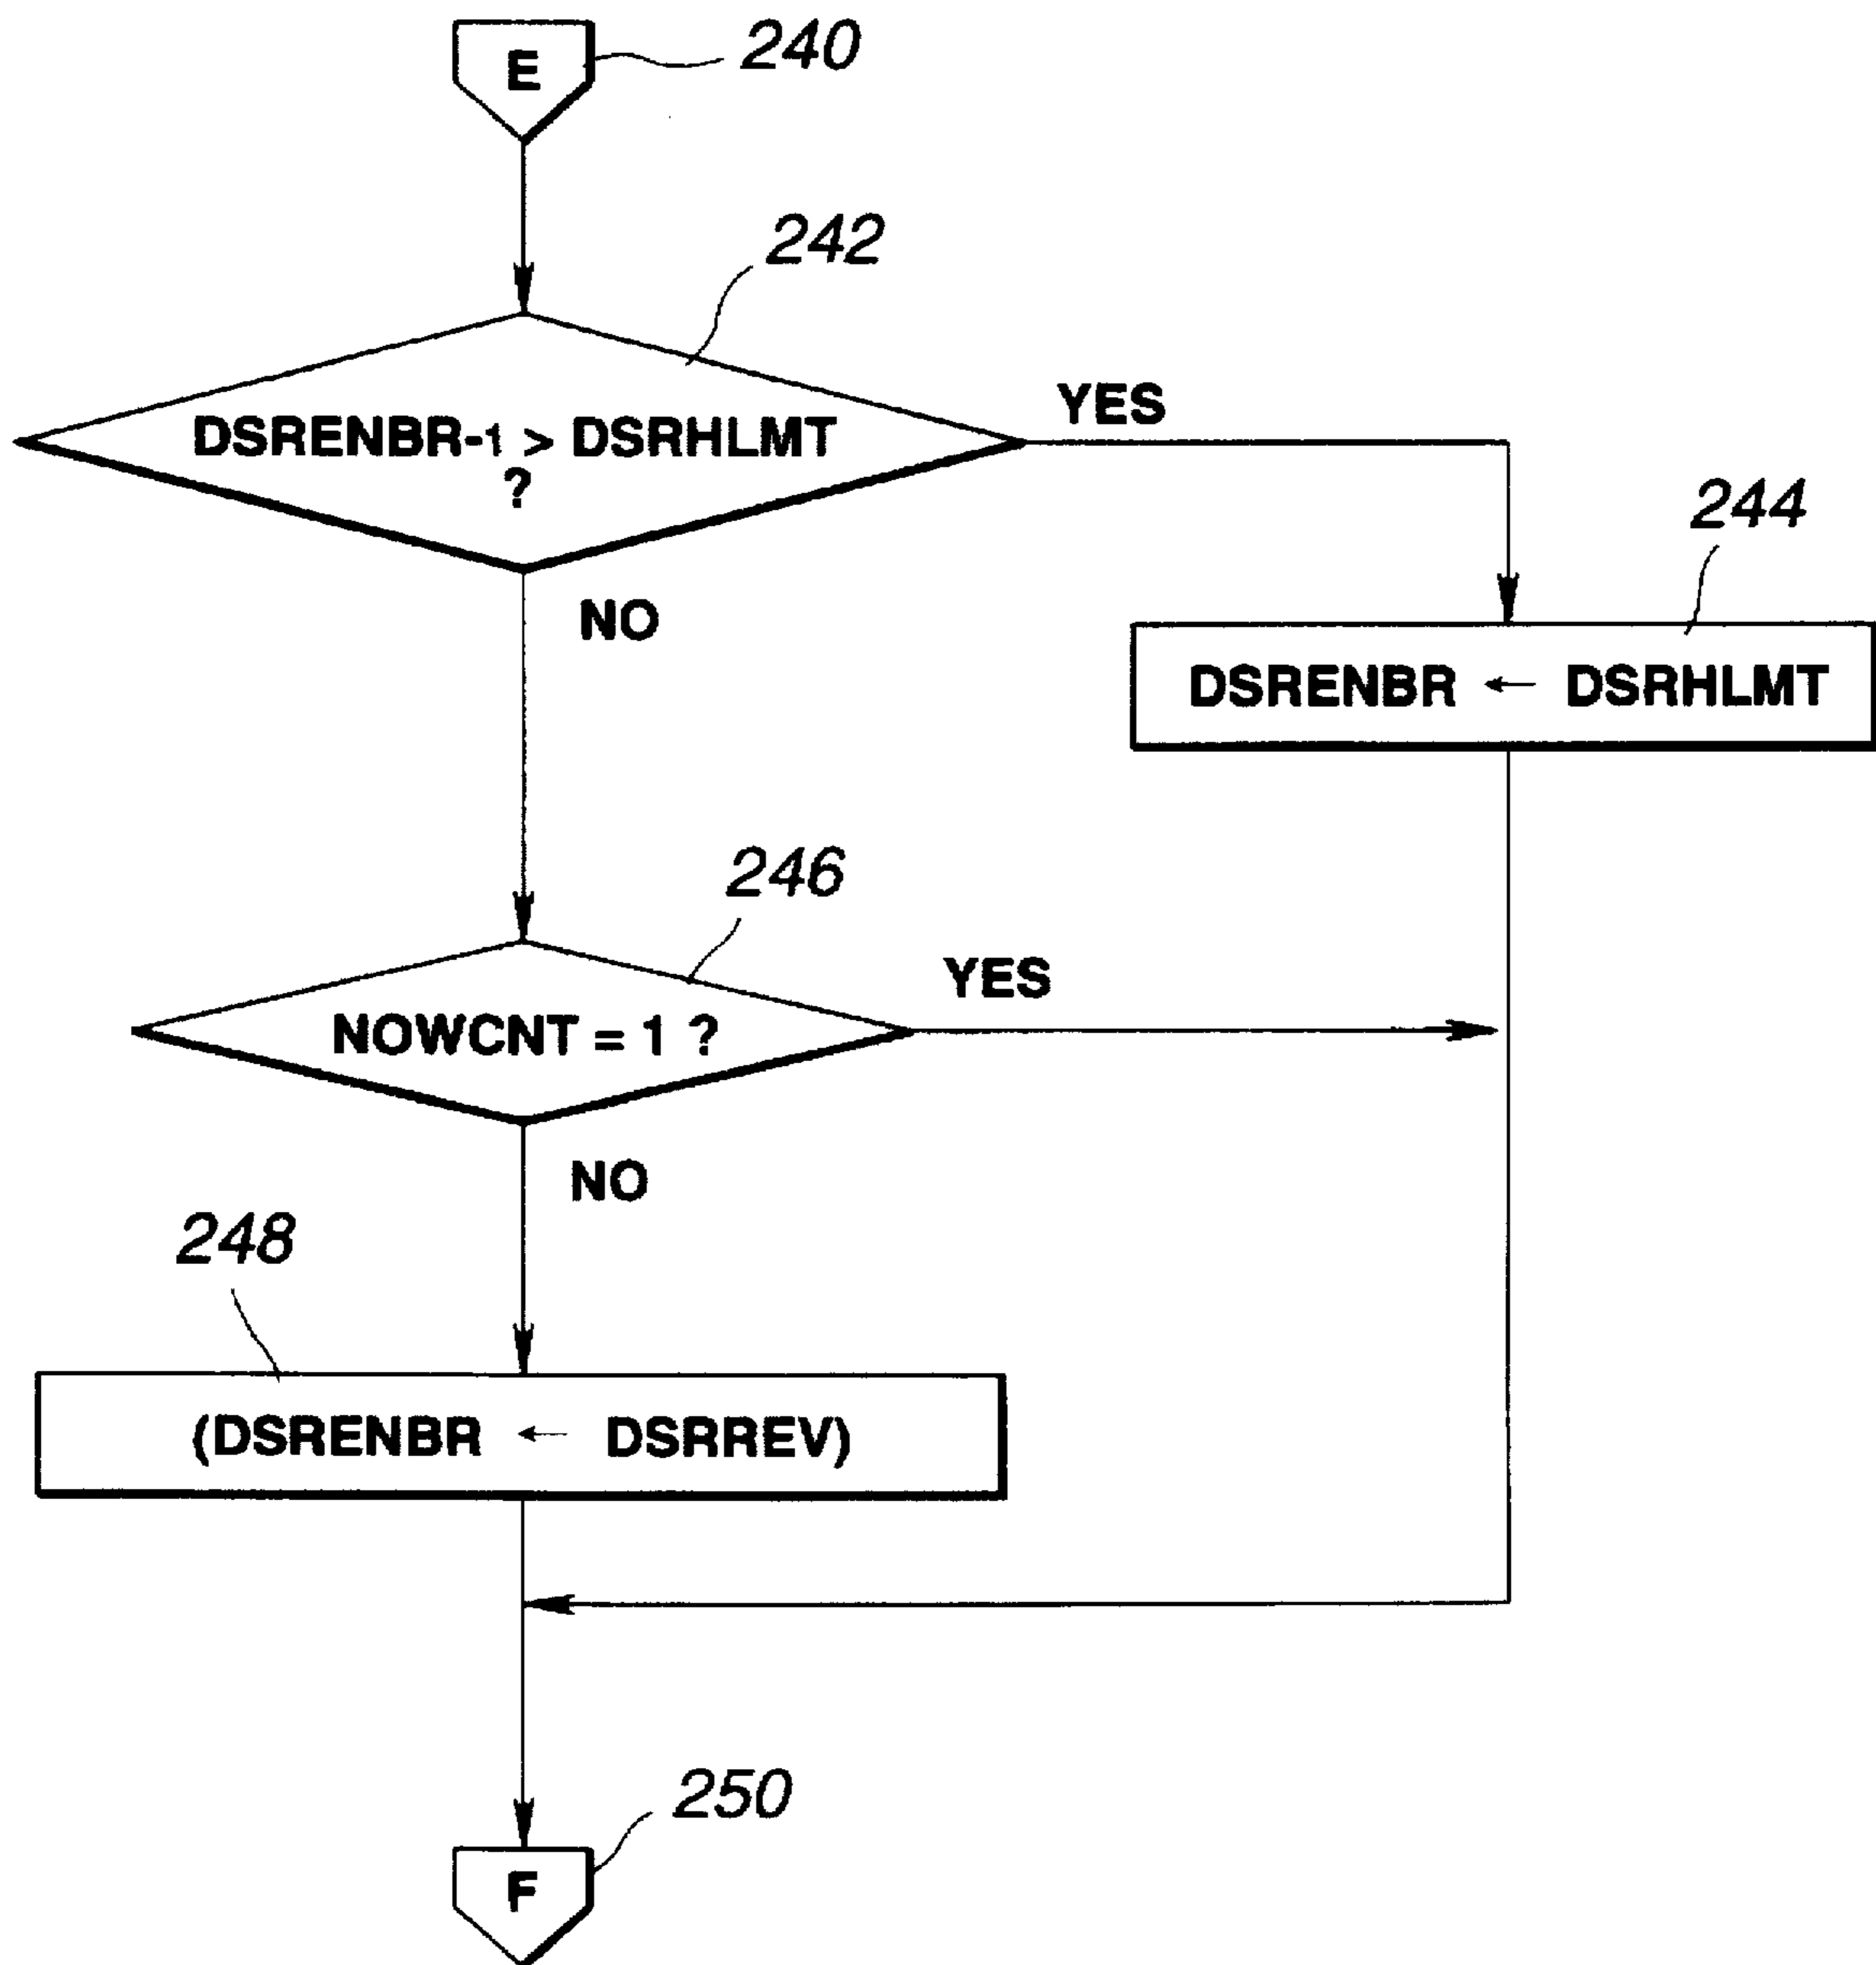 E
240
242
DSRENBR-1 > DSRHLMT
?
YES
244
NO
DSRENBR ← DSRHLMT
246
NOWCNT = 1 ?
YES
NO
248
(DSRENBR ← DSRREV)
250
F